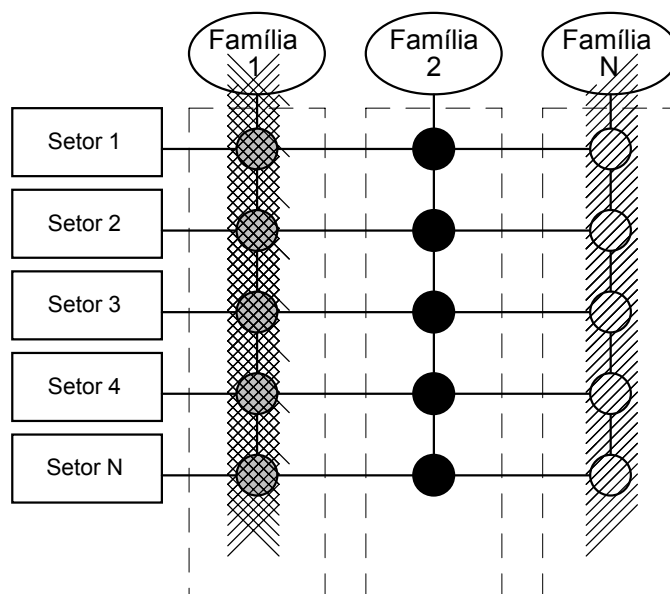 Família
1
Família
2
Família
N
Setor 1
Setor 2
Setor 3
Setor 4
Setor N